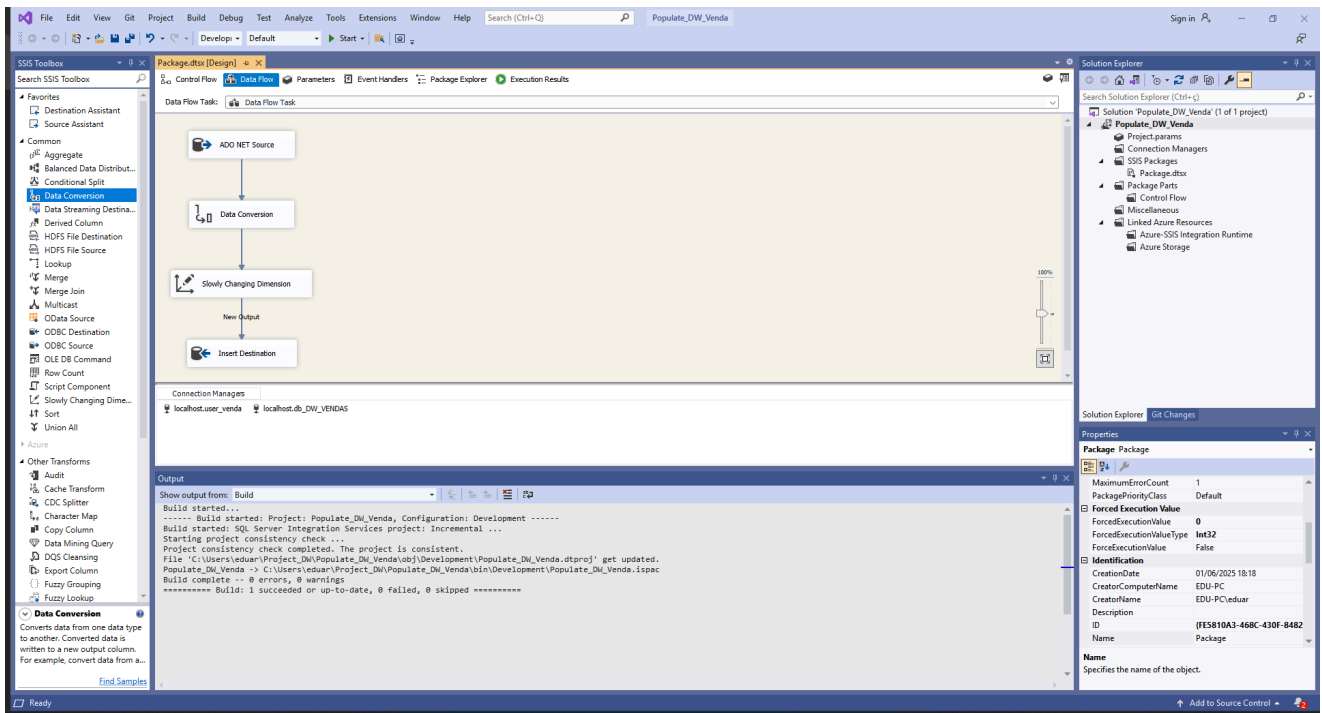 File Edit View Git Project Build Debug Test Analyze Tools Extensions Window Help Search (Ctrl+Q) Populate_DW_Venda Sign in
Develop Default Start
SSIS Toolbox
Search SSIS Toolbox
Favorites
Destination Assistant
Source Assistant
Common
Aggregate
Balanced Data Distribut...
Conditional Split
Data Conversion
Data Streaming Destina...
Derived Column
HDFS File Destination
HDFS File Source
Lookup
Merge
Merge Join
Multicast
OData Source
ODBC Destination
ODBC Source
OLE DB Command
Row Count
Script Component
Slowly Changing Dime...
Sort
Union All
Azure
Other Transforms
Audit
Cache Transform
CDC Splitter
Character Map
Copy Column
Data Mining Query
DQS Cleansing
Export Column
Fuzzy Grouping
Fuzzy Lookup
Data Conversion
Converts data from one data type
to another. Converted data is
written to a new output column.
For example, convert data from a...
Find Samples
Package.dtsx [Design]
Control Flow Data Flow Parameters Event Handlers Package Explorer Execution Results
Data Flow Task: Data Flow Task
ADO NET Source
Data Conversion
Slowly Changing Dimension
New Output
Insert Destination
100%
Connection Managers
localhost.user_venda localhost.db_DW_VENDAS
Output
Show output from: Build
Build started...
------ Build started: Project: Populate_DW_Venda, Configuration: Development ------
Build started: SQL Server Integration Services project: Incremental ...
Starting project consistency check ...
Project consistency check completed. The project is consistent.
File 'C:\Users\eduar\Project_DW\Populate_DW_Venda\obj\Development\Populate_DW_Venda.dtproj' get updated.
Populate_DW_Venda -> C:\Users\eduar\Project_DW\Populate_DW_Venda\bin\Development\Populate_DW_Venda.ispac
Build complete -- 0 errors, 0 warnings
========== Build: 1 succeeded or up-to-date, 0 failed, 0 skipped ==========
Solution Explorer
Search Solution Explorer (Ctrl+ç)
Solution 'Populate_DW_Venda' (1 of 1 project)
Populate_DW_Venda
Project.params
Connection Managers
SSIS Packages
Package.dtsx
Package Parts
Control Flow
Miscellaneous
Linked Azure Resources
Azure-SSIS Integration Runtime
Azure Storage
Solution Explorer Git Changes
Properties
Package Package
MaximumErrorCount 1
PackagePriorityClass Default
Forced Execution Value
ForcedExecutionValue 0
ForcedExecutionValueType Int32
ForceExecutionValue False
Identification
CreationDate 01/06/2025 18:18
CreatorComputerName EDU-PC
CreatorName EDU-PC\eduar
Description
ID {FE5810A3-468C-430F-8482
Name Package
Name
Specifies the name of the object.
Ready Add to Source Control 2